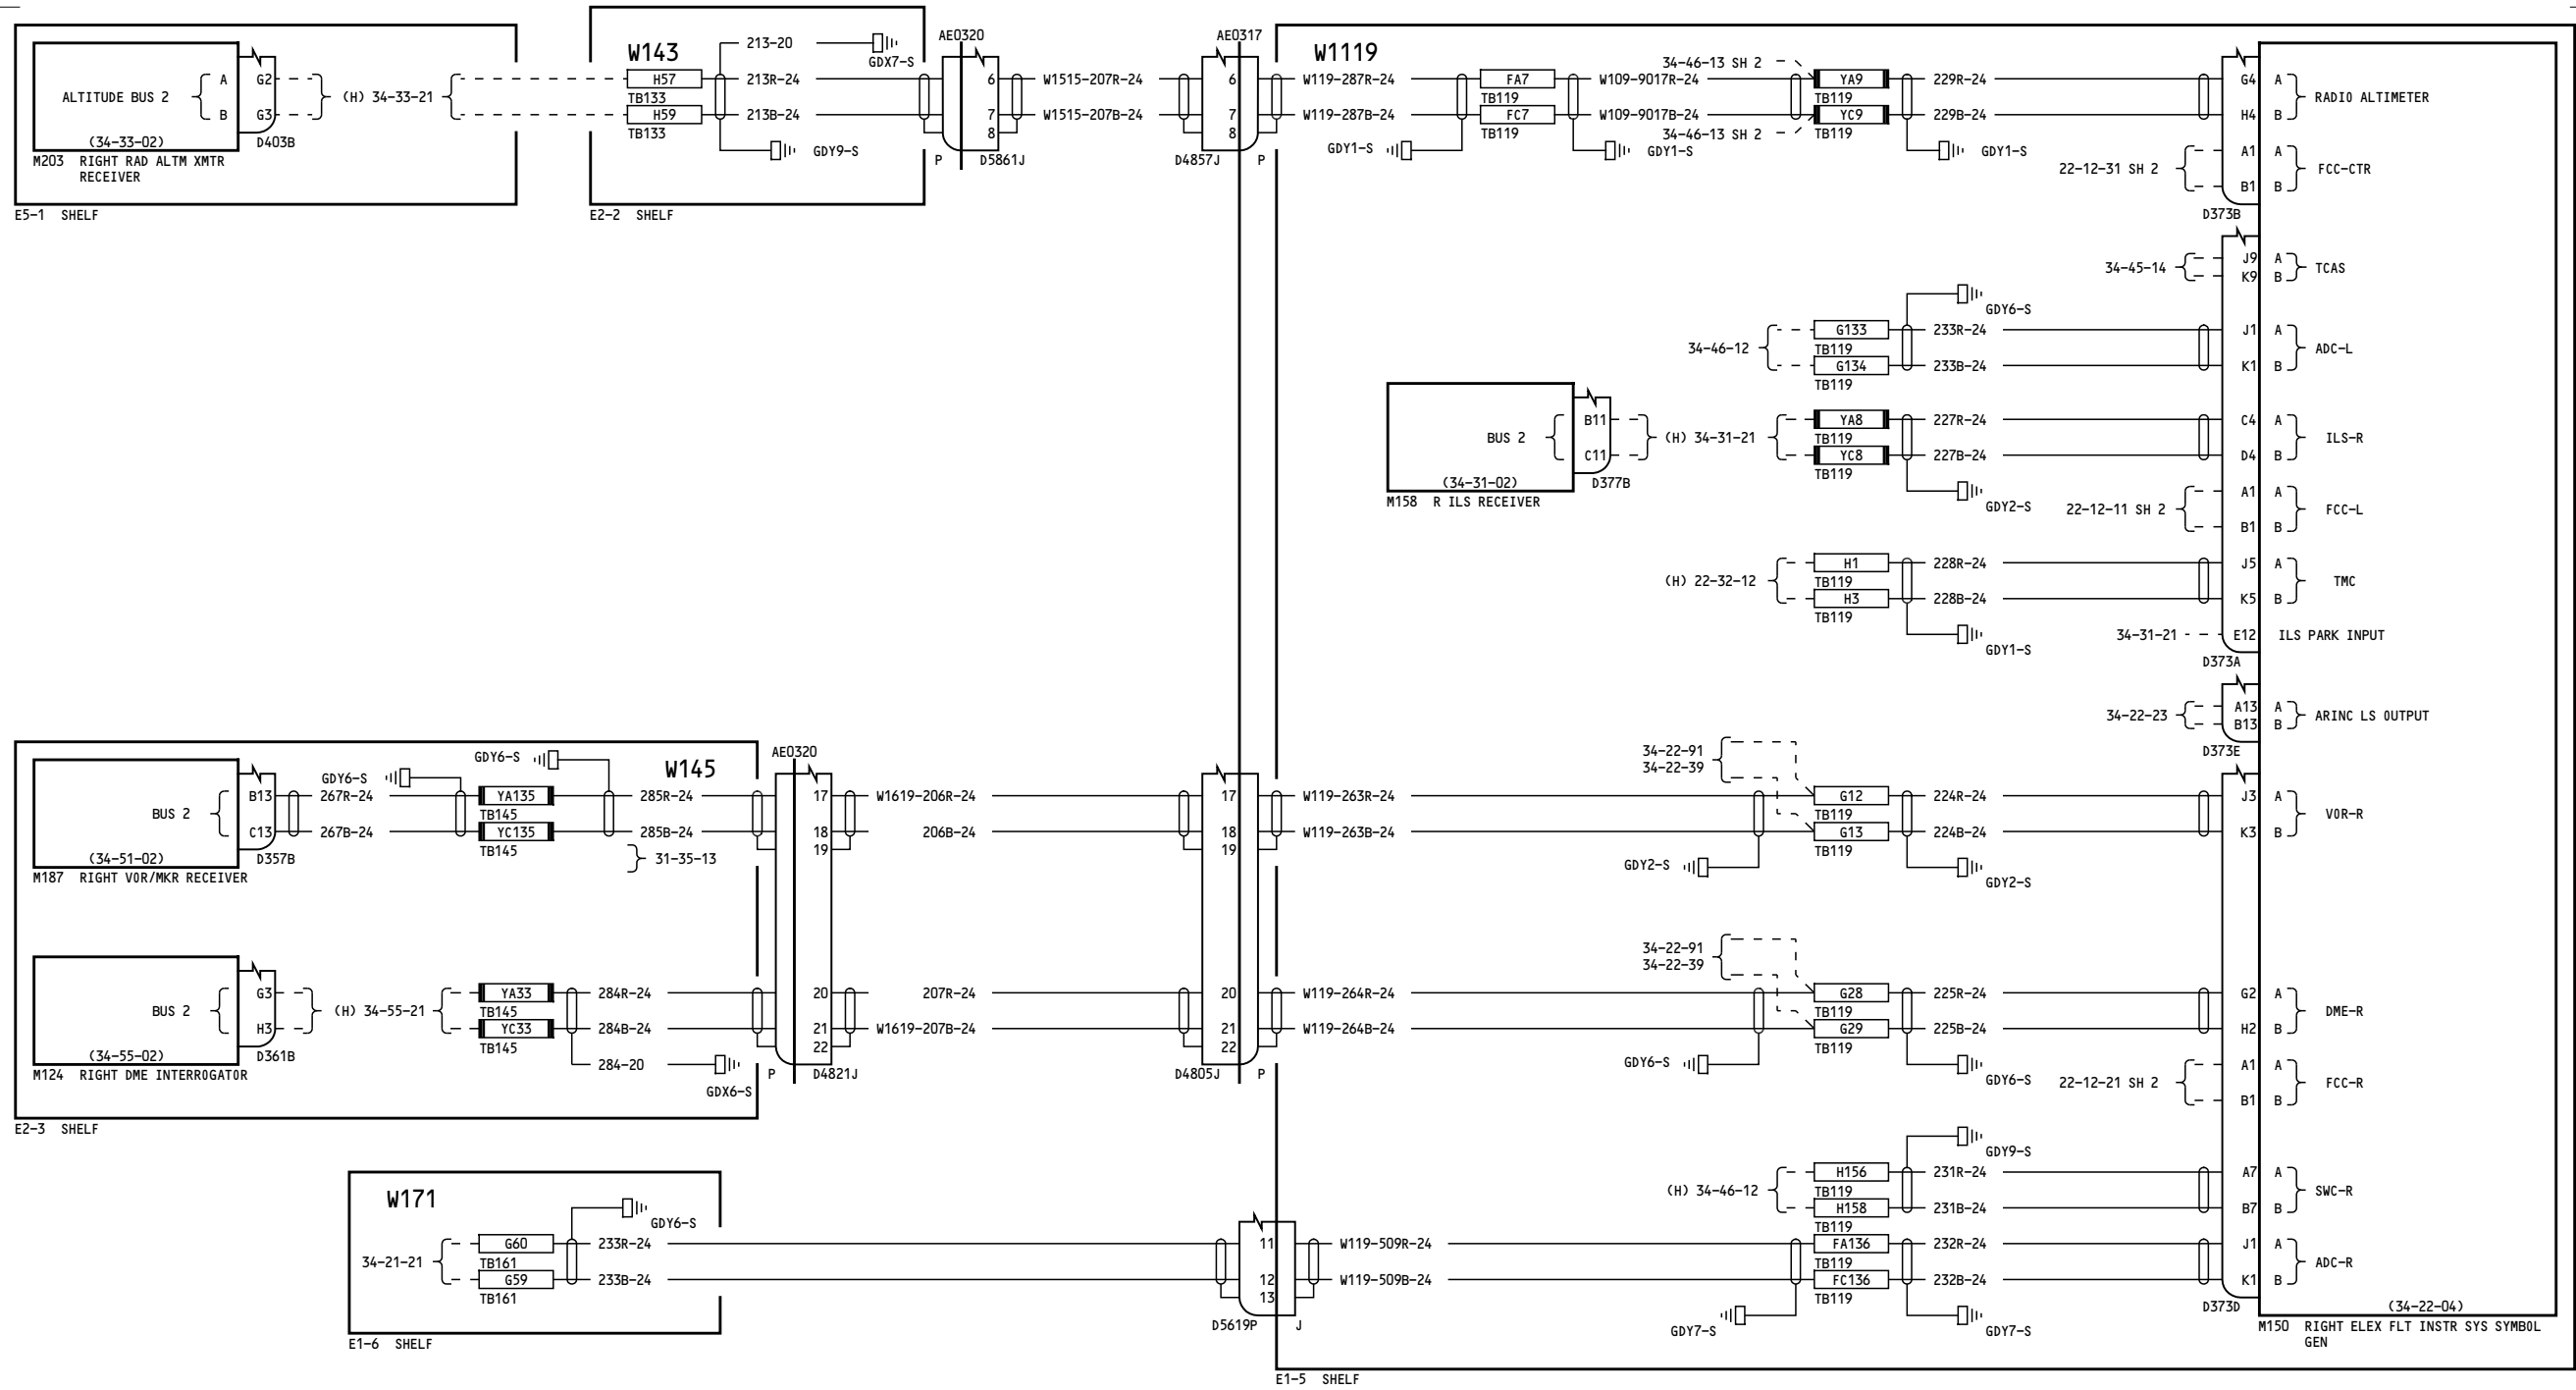 W143
213-20
GDX7-S
AE0320
AE0317
W1119
34-46-13 SH 2
ALTITUDE BUS 2
A
B
G2
G3
(H) 34-33-21
H57
TB133
H59
TB133
213R-24
213B-24
GDY9-S
6
7
8
P
D5861J
W1515-207R-24
W1515-207B-24
6
7
8
D4857J
P
W119-287R-24
W119-287B-24
GDY1-S
FA7
TB119
FC7
TB119
W109-9017R-24
W109-9017B-24
34-46-13 SH 2
GDY1-S
YA9
TB119
YC9
TB119
229R-24
229B-24
GDY1-S
G4 A
H4 B
RADIO ALTIMETER
22-12-31 SH 2
A1 A
B1 B
FCC-CTR
D373B
(34-33-02)
D403B
M203 RIGHT RAD ALTM XMTR
RECEIVER
E5-1 SHELF
E2-2 SHELF
34-45-14
J9 A
K9 B
TCAS
GDY6-S
34-46-12
G133
TB119
G134
TB119
233R-24
233B-24
J1 A
K1 B
ADC-L
BUS 2
B11
C11
(34-31-02)
D377B
M158 R ILS RECEIVER
(H) 34-31-21
YA8
TB119
YC8
TB119
227R-24
227B-24
GDY2-S
C4 A
D4 B
ILS-R
22-12-11 SH 2
A1 A
B1 B
FCC-L
(H) 22-32-12
H1
TB119
H3
TB119
228R-24
228B-24
GDY1-S
J5 A
K5 B
TMC
34-31-21
E12 ILS PARK INPUT
D373A
34-22-23
A13 A
B13 B
ARINC LS OUTPUT
D373E
BUS 2
B13
C13
(34-51-02)
D357B
M187 RIGHT VOR/MKR RECEIVER
GDY6-S
267R-24
267B-24
GDY6-S
YA135
TB145
YC135
TB145
W145
285R-24
285B-24
31-35-13
AE0320
17
18
19
W1619-206R-24
206B-24
17
18
19
W119-263R-24
W119-263B-24
34-22-91
34-22-39
GDY2-S
G12
TB119
G13
TB119
224R-24
224B-24
GDY2-S
J3 A
K3 B
VOR-R
BUS 2
G3
H3
(34-55-02)
D361B
M124 RIGHT DME INTERROGATOR
(H) 34-55-21
YA33
TB145
YC33
TB145
284R-24
284B-24
284-20
GDX6-S
20
21
22
P
D4821J
207R-24
W1619-207B-24
20
21
22
D4805J
P
W119-264R-24
W119-264B-24
34-22-91
34-22-39
GDY6-S
G28
TB119
G29
TB119
225R-24
225B-24
GDY6-S
G2 A
H2 B
DME-R
22-12-21 SH 2
A1 A
B1 B
FCC-R
E2-3 SHELF
W171
GDY6-S
34-21-21
G60
TB161
G59
TB161
233R-24
233B-24
E1-6 SHELF
11
12
13
D5619P
J
W119-509R-24
W119-509B-24
GDY9-S
(H) 34-46-12
H156
TB119
H158
TB119
231R-24
231B-24
A7 A
B7 B
SWC-R
FA136
TB119
FC136
TB119
GDY7-S
232R-24
232B-24
GDY7-S
J1 A
K1 B
ADC-R
D373D
(34-22-04)
M150 RIGHT ELEX FLT INSTR SYS SYMBOL
GEN
E1-5 SHELF